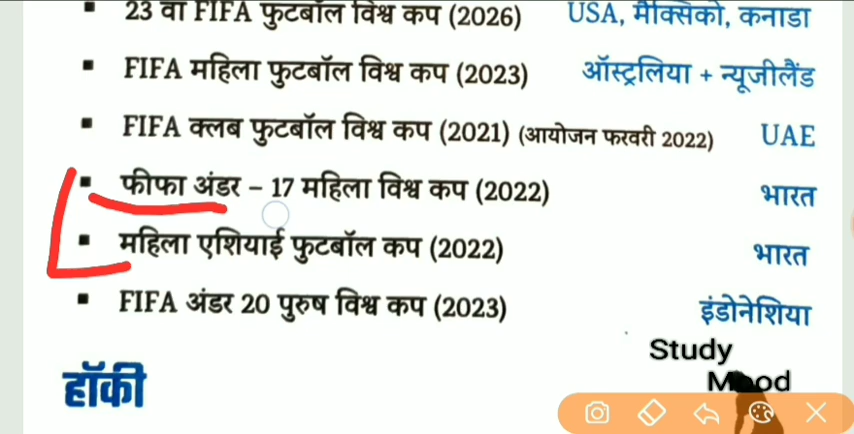 ▪ 23 वां FIFA फुटबॉल विश्व कप (2026) USA, मैक्सिको, कनाडा
▪ FIFA महिला फुटबॉल विश्व कप (2023) ऑस्ट्रलिया + न्यूजीलैंड
▪ FIFA क्लब फुटबॉल विश्व कप (2021) (आयोजन फरवरी 2022) UAE
▪ फीफा अंडर – 17 महिला विश्व कप (2022) भारत
▪ महिला एशियाई फुटबॉल कप (2022) भारत
▪ FIFA अंडर 20 पुरुष विश्व कप (2023) इंडोनेशिया
Study
Mood
हॉकी